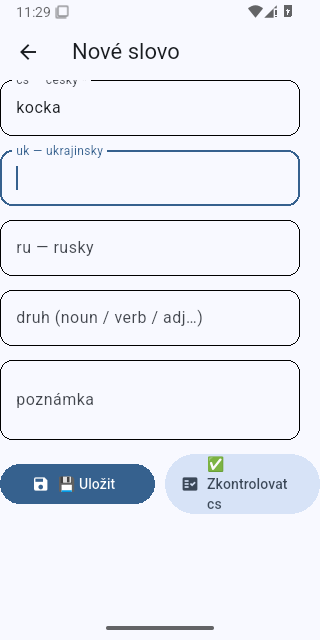 11:29
Nové slovo
cs — česky
kocka
uk — ukrajinsky
ru — rusky
druh (noun / verb / adj…)
poznámka
💾 Uložit
✅
Zkontrolovat
cs